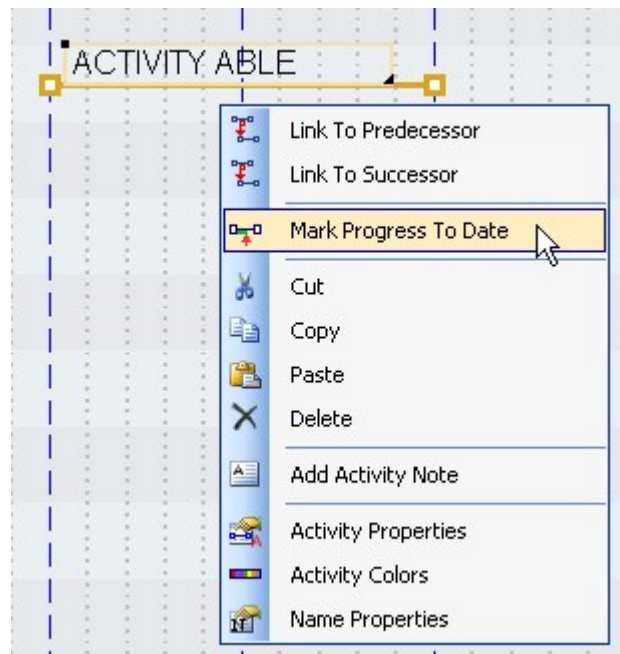 ACTIVITY ABLE
Link To Predecessor
Link To Successor
Mark Progress To Date
Cut
Copy
Paste
Delete
Add Activity Note
Activity Properties
Activity Colors
Name Properties